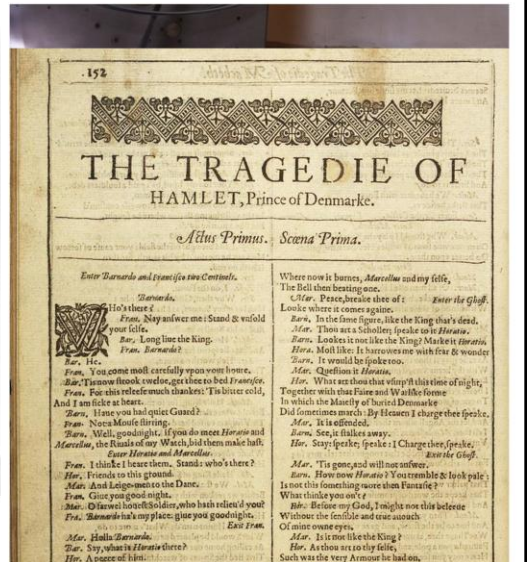 152
THE TRAGEDIE OF
HAMLET, Prince of Denmarke.
Actus Primus. Scœna Prima.
Enter Barnardo and Francisco two Centinels.
Barnardo.
WHo's there?
Fran. Nay answer me: Stand & vnfold
your selfe.
Bar. Long liue the King.
Fran. Barnardo?
Bar. He.
Fran. You come most carefully vpon your houre.
Bar. 'Tis now strook twelue, get thee to bed Francisco.
Fran. For this releefe much thankes: 'Tis bitter cold,
And I am sicke at heart.
Barn. Haue you had quiet Guard?
Fran. Not a Mouse stirring.
Barn. Well, goodnight. If you do meet Horatio and
Marcellus, the Riuals of my Watch, bid them make hast.
Enter Horatio and Marcellus.
Fran. I thinke I heare them. Stand: who's there?
Hor. Friends to this ground.
Mar. And Leige-men to the Dane.
Fran. Giue you good night.
Mar. O farwel honest Soldier, who hath relieu'd you?
Fra. Barnardo ha's my place: giue you goodnight.
Exit Fran.
Mar. Holla Barnardo.
Bar. Say, what is Horatio there?
Hor. A peece of him.
Where now it burnes, Marcellus and my selfe,
The Bell then beating one.
Mar. Peace, breake thee of: Enter the Ghost.
Looke where it comes againe.
Barn. In the same figure, like the King that's dead.
Mar. Thou art a Scholler; speake to it Horatio.
Barn. Lookes it not like the King? Marke it Horatio.
Hora. Most like: It harrowes me with fear & wonder
Barn. It would be spoke too.
Mar. Question it Horatio.
Hor. What art thou that vsurp'st this time of night,
Together with that Faire and Warlike forme
In which the Maiesty of buried Denmarke
Did sometimes march: By Heauen I charge thee speake.
Mar. It is offended.
Barn. See, it stalkes away.
Hor. Stay: speake; speake: I Charge thee, speake.
Exit the Ghost.
Mar. 'Tis gone, and will not answer.
Barn. How now Horatio? You tremble & look pale:
Is not this something more then Fantasie?
What thinke you on't?
Hor. Before my God, I might not this beleeue
Without the sensible and true auouch
Of mine owne eyes.
Mar. Is it not like the King?
Hor. As thou art to thy selfe,
Such was the very Armour he had on,